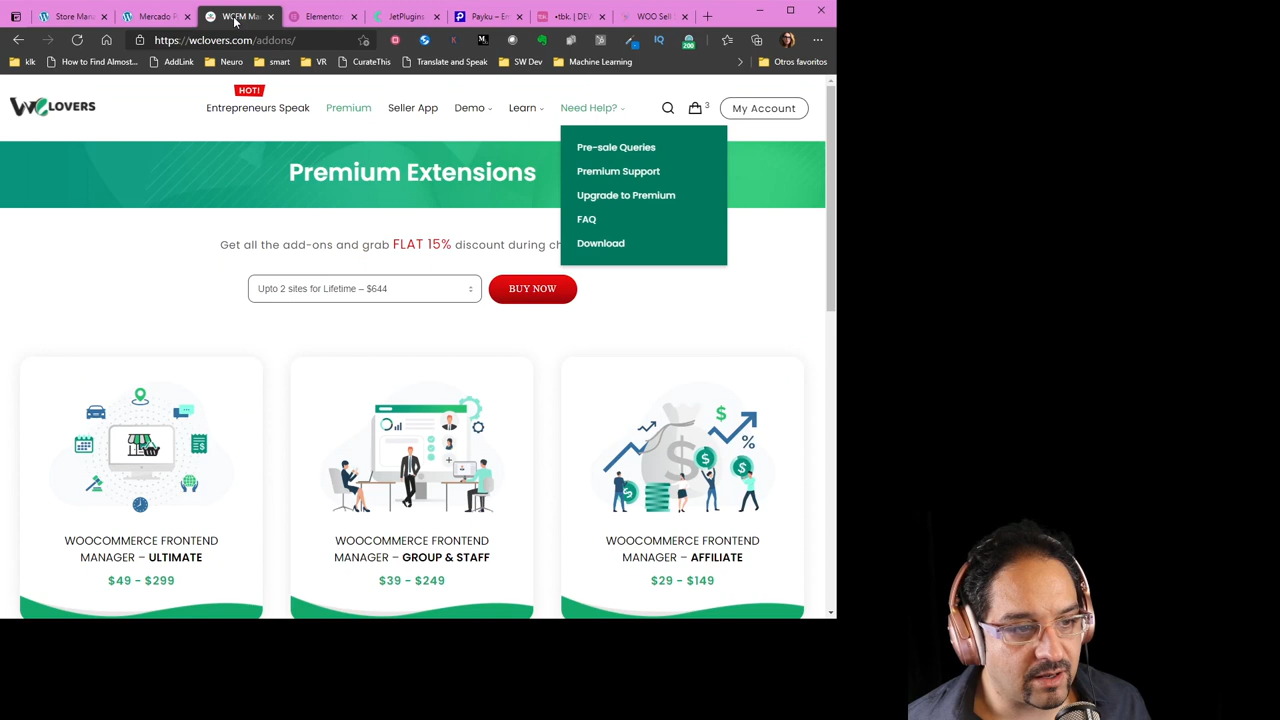 Store Manu
Mercado P
WCFM Ma
Elementor
JetPlugins
Payku – En
•tbk. | DEV
WOO Sell
https://wclovers.com/addons/
klk
How to Find Almost...
AddLink
Neuro
smart
VR
CurateThis
Translate and Speak
SW Dev
Machine Learning
Otros favoritos
HOT!
LOVERS
Entrepreneurs Speak
Premium
Seller App
Demo
Learn
Need Help?
3
My Account
Premium Extensions
Pre-sale Queries
Premium Support
Upgrade to Premium
FAQ
Download
Get all the add-ons and grab FLAT 15% discount during ch
Upto 2 sites for Lifetime – $644
BUY NOW
WOOCOMMERCE FRONTEND
MANAGER – ULTIMATE
$49 - $299
WOOCOMMERCE FRONTEND
MANAGER – GROUP & STAFF
$39 - $249
WOOCOMMERCE FRONTEND
MANAGER – AFFILIATE
$29 - $149